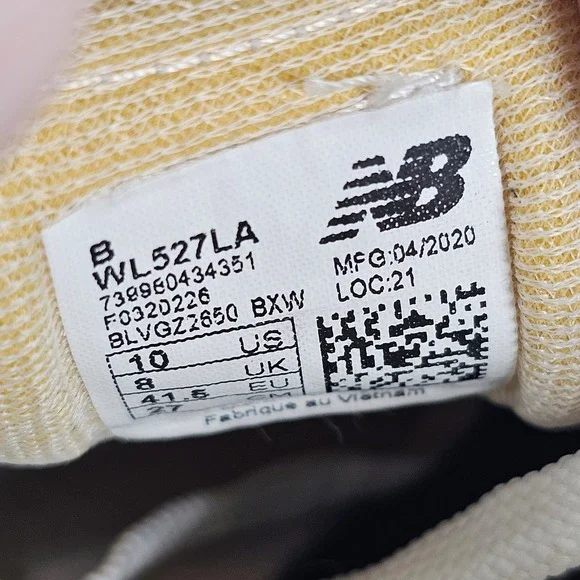 B
WL527LA
739980434351
F0320226
BLVGZZ650 BXW
10 US
8 UK
41.5 EU
27 CM
NB
MFG:04/2020
LOC:21
Fabrique au Vietnam